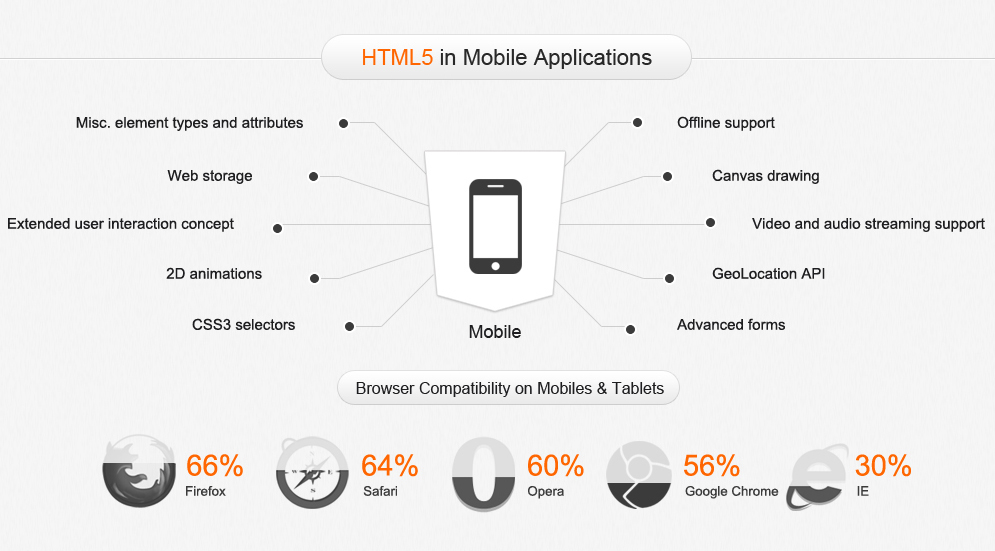 HTML5 in Mobile Applications
Misc. element types and attributes
Offline support
Web storage
Canvas drawing
Extended user interaction concept
Video and audio streaming support
2D animations
GeoLocation API
CSS3 selectors
Advanced forms
Mobile
Browser Compatibility on Mobiles & Tablets
66%
Firefox
64%
Safari
60%
Opera
56%
Google Chrome
30%
IE